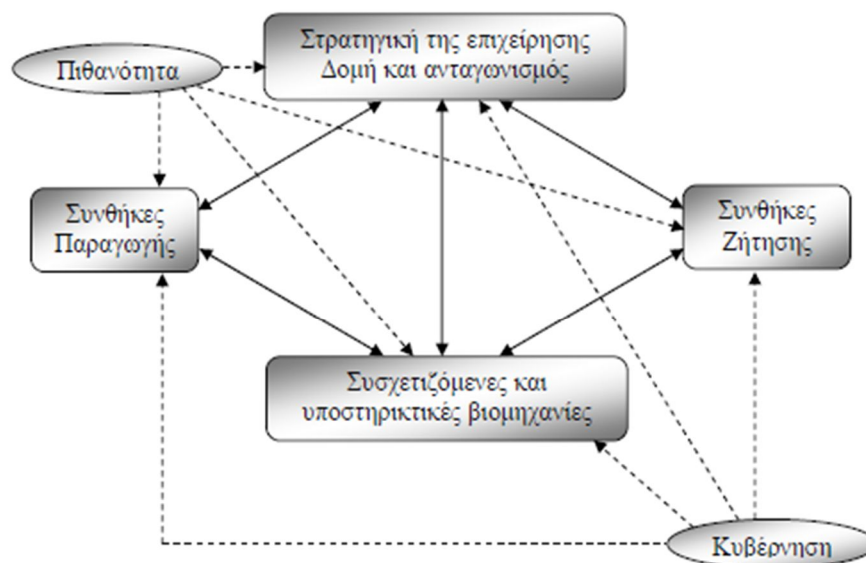 Στρατηγική της επιχείρησης
Δομή και ανταγωνισμός
Πιθανότητα
Συνθήκες
Παραγωγής
Συνθήκες
Ζήτησης
Συσχετιζόμενες και
υποστηρικτικές βιομηχανίες
Κυβέρνηση